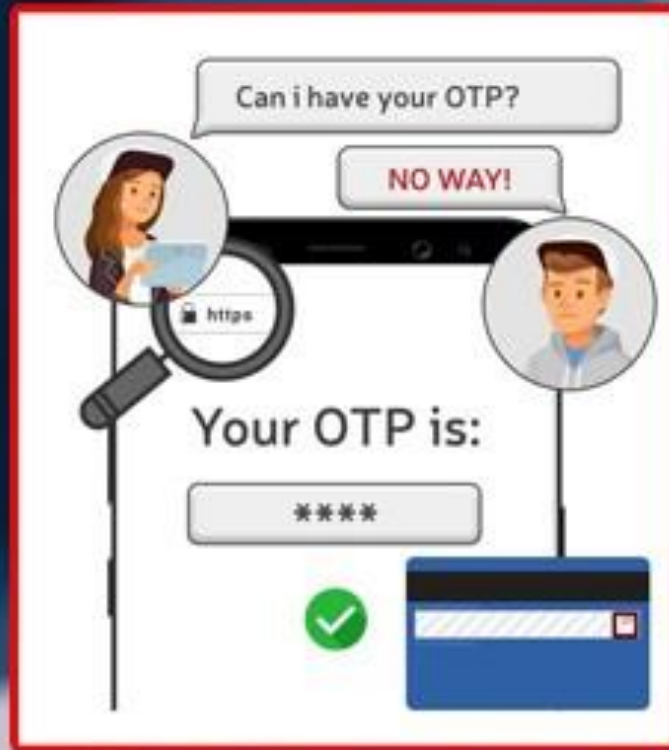 Can i have your OTP?
NO WAY!
https
Your OTP is:
****